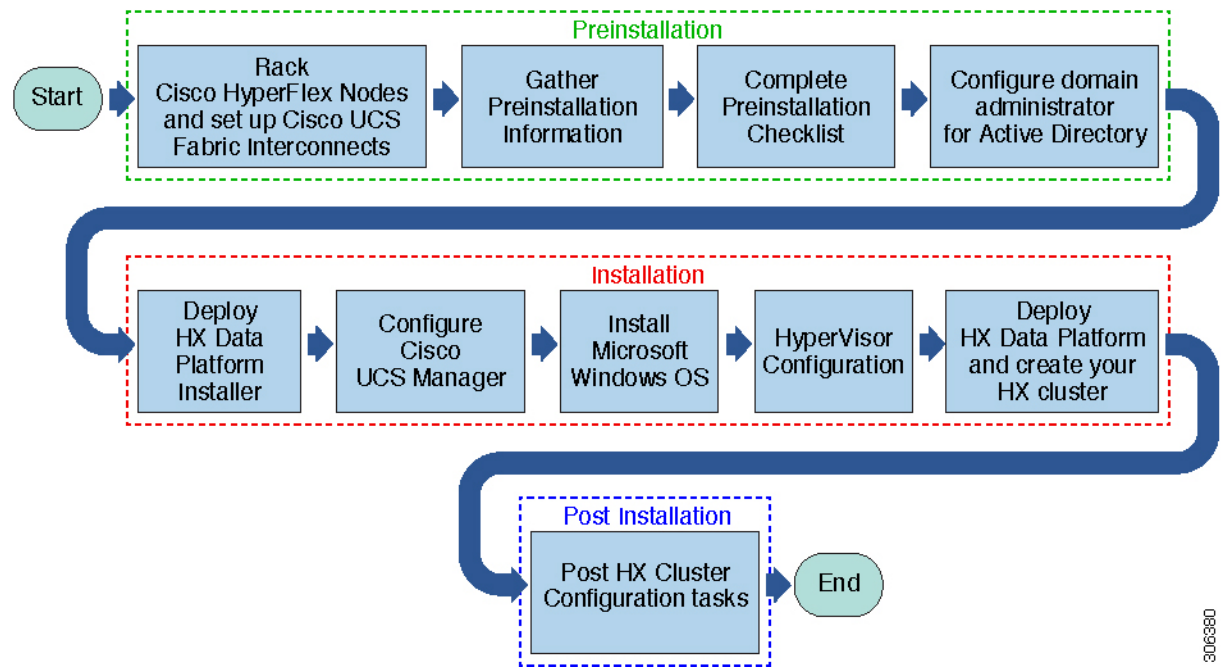 Preinstallation
Start
Rack
Cisco HyperFlex Nodes
and set up Cisco UCS
Fabric Interconnects
Gather
Preinstallation
Information
Complete
Preinstallation
Checklist
Configure domain
administrator
for Active Directory
Installation
Deploy
HX Data
Platform
Installer
Configure
Cisco
UCS Manager
Install
Microsoft
Windows OS
HyperVisor
Configuration
Deploy
HX Data Platform
and create your
HX cluster
Post Installation
Post HX Cluster
Configuration tasks
End
306380